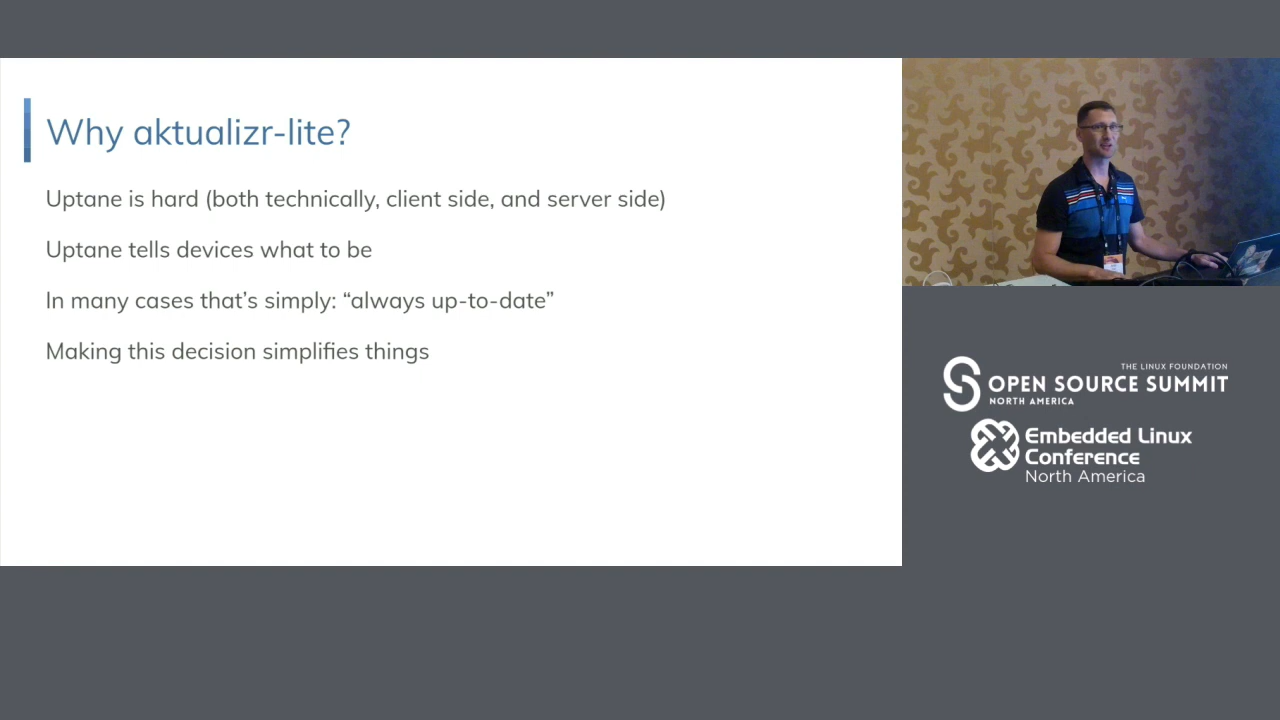 Why aktualizr-lite?
Uptane is hard (both technically, client side, and server side)
Uptane tells devices what to be
In many cases that’s simply: “always up-to-date”
Making this decision simplifies things
THE LINUX FOUNDATION
OPEN SOURCE SUMMIT
NORTH AMERICA
Embedded Linux
Conference
North America